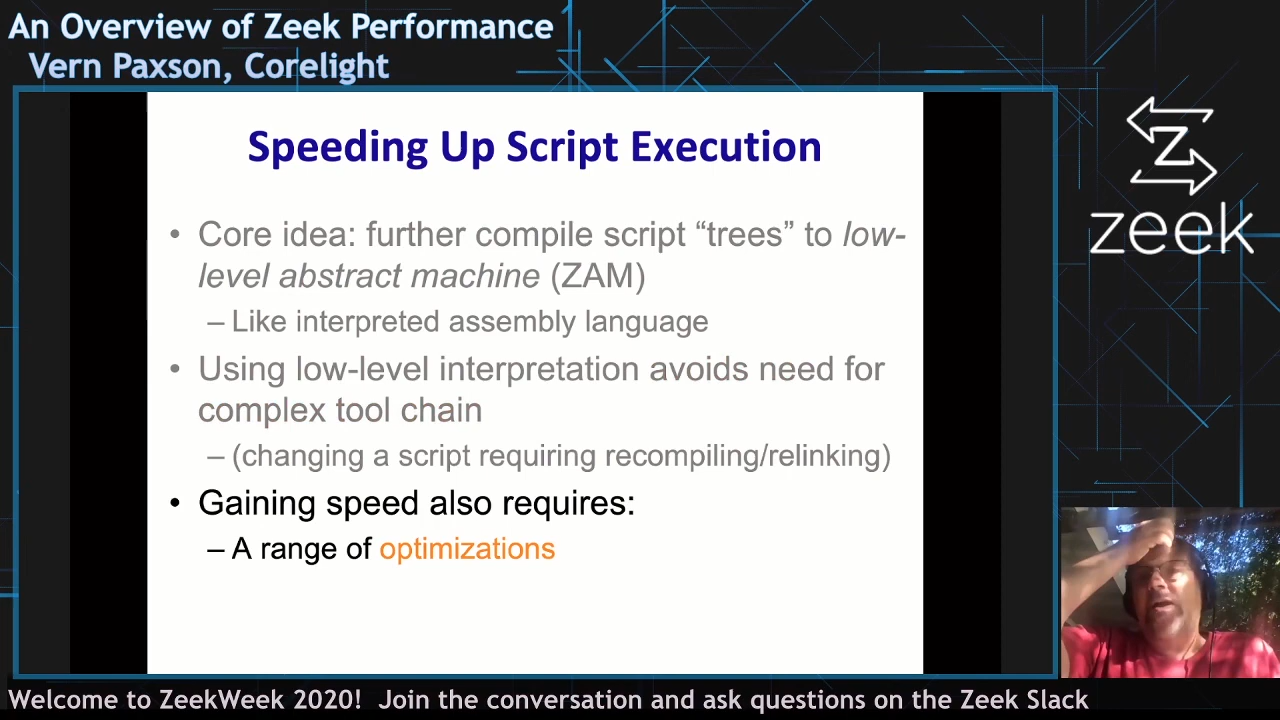 An Overview of Zeek Performance
Vern Paxson, Corelight
Speeding Up Script Execution
• Core idea: further compile script “trees” to low-
level abstract machine (ZAM)
– Like interpreted assembly language
• Using low-level interpretation avoids need for
complex tool chain
– (changing a script requiring recompiling/relinking)
• Gaining speed also requires:
– A range of optimizations
Z
zeek
Welcome to ZeekWeek 2020! Join the conversation and ask questions on the Zeek Slack